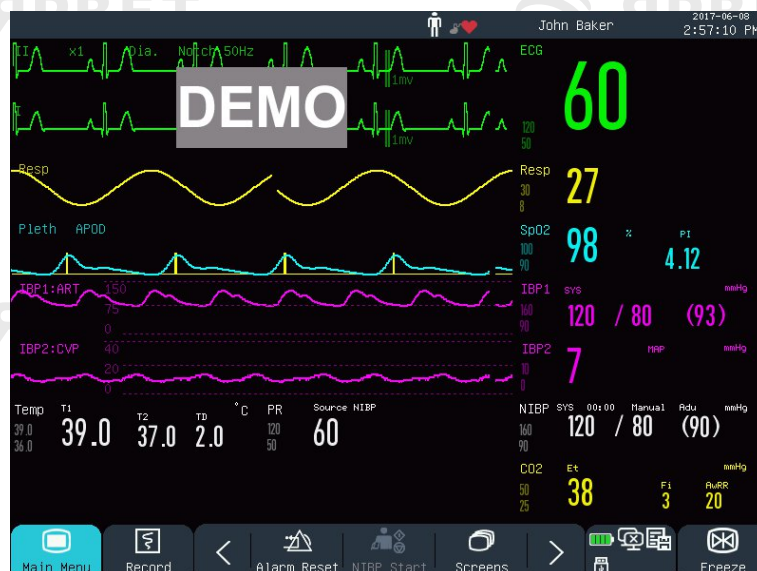 John Baker
2017-06-08
2:57:10 PM
II x1 Dia. Notch 50Hz
DEMO
1mv
I
1mv
ECG
120
50
60
Resp
Resp
30
8
27
Pleth APOD
SpO2
100
90
98
%
PI
4.12
IBP1:ART
150
75
0
IBP1
160
90
SYS
mmHg
120 / 80 (93)
IBP2:CVP
40
20
0
IBP2
10
0
7
MAP
mmHg
Temp
39.0
36.0
T1
39.0
T2
37.0
TD
2.0
°C
PR
120
50
Source NIBP
60
NIBP
160
90
SYS 00:00 Manual Adu mmHg
120 / 80 (90)
CO2
50
25
Et
38
mmHg
Fi
3
AwRR
20
Main Menu
Record
Alarm Reset
NIBP Start
Screens
Freeze